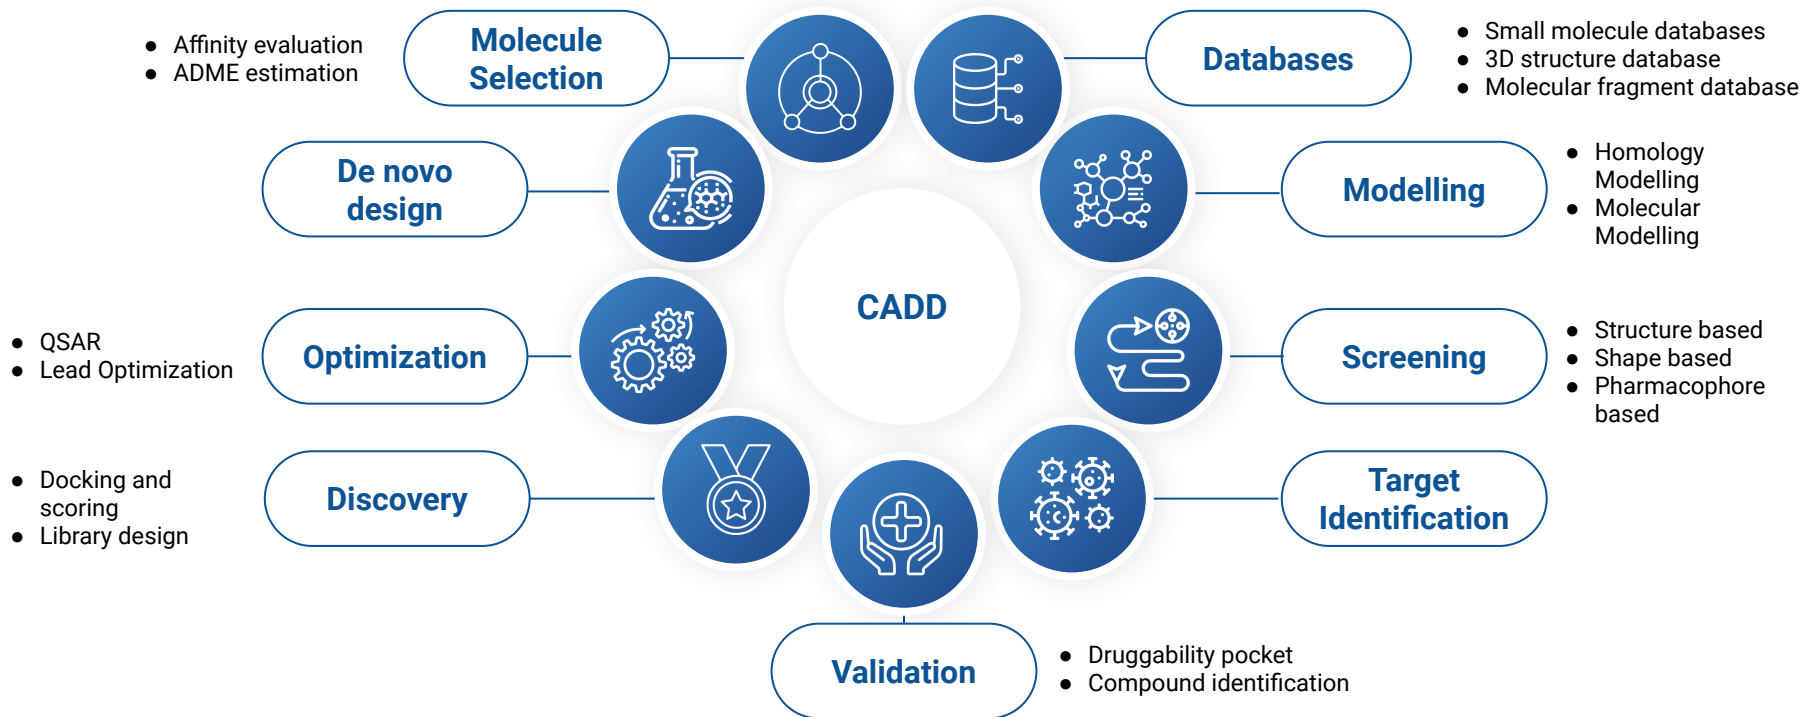 ● Affinity evaluation
● ADME estimation
Molecule
Selection
Databases
● Small molecule databases
● 3D structure database
● Molecular fragment database
De novo
design
Modelling
● Homology
Modelling
● Molecular
Modelling
CADD
● QSAR
● Lead Optimization
Optimization
Screening
● Structure based
● Shape based
● Pharmacophore
based
● Docking and
scoring
● Library design
Discovery
Target
Identification
Validation
● Druggability pocket
● Compound identification